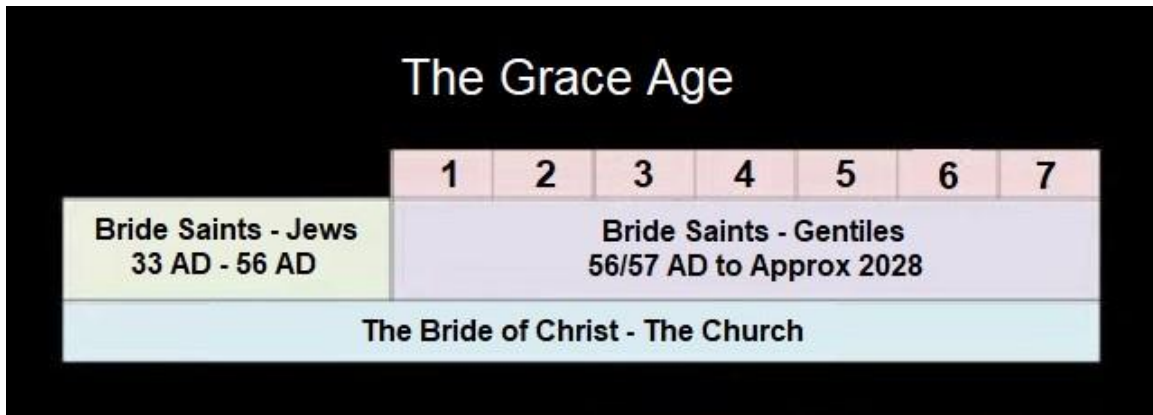 The Grace Age
1 2 3 4 5 6 7
Bride Saints - Jews
33 AD - 56 AD
Bride Saints - Gentiles
56/57 AD to Approx 2028
The Bride of Christ - The Church